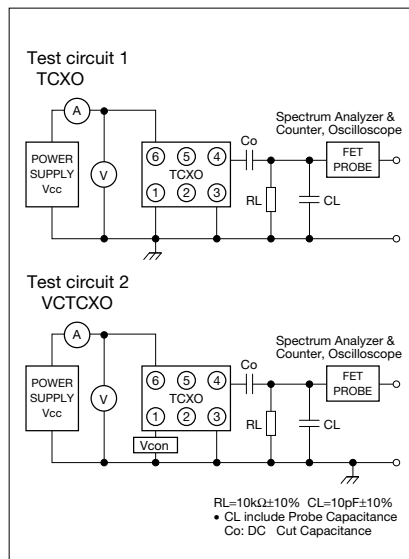 Test circuit 1
TCXO
A
POWER
SUPPLY
Vcc
V
6 5 4
TCXO
1 2 3
Co
RL
CL
Spectrum Analyzer &
Counter, Oscilloscope
FET
PROBE
Test circuit 2
VCTCXO
A
POWER
SUPPLY
Vcc
V
6 5 4
TCXO
1 2 3
Vcon
Co
RL
CL
Spectrum Analyzer &
Counter, Oscilloscope
FET
PROBE
RL=10kΩ±10% CL=10pF±10%
• CL include Probe Capacitance
Co: DC Cut Capacitance